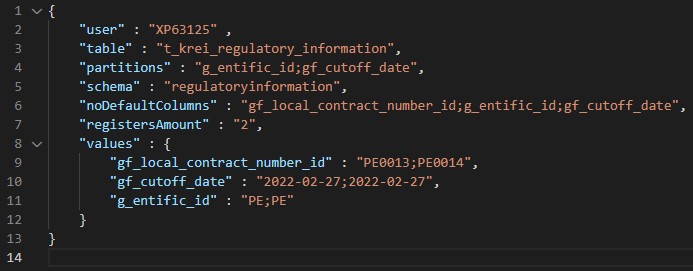 1 {
2 "user" : "XP63125" ,
3 "table" : "t_krei_regulatory_information",
4 "partitions" : "g_entific_id;gf_cutoff_date",
5 "schema" : "regulatoryinformation",
6 "noDefaultColumns" : "gf_local_contract_number_id;g_entific_id;gf_cutoff_date",
7 "registersAmount" : "2",
8 "values" : {
9 "gf_local_contract_number_id" : "PE0013;PE0014",
10 "gf_cutoff_date" : "2022-02-27;2022-02-27",
11 "g_entific_id" : "PE;PE"
12 }
13 }
14